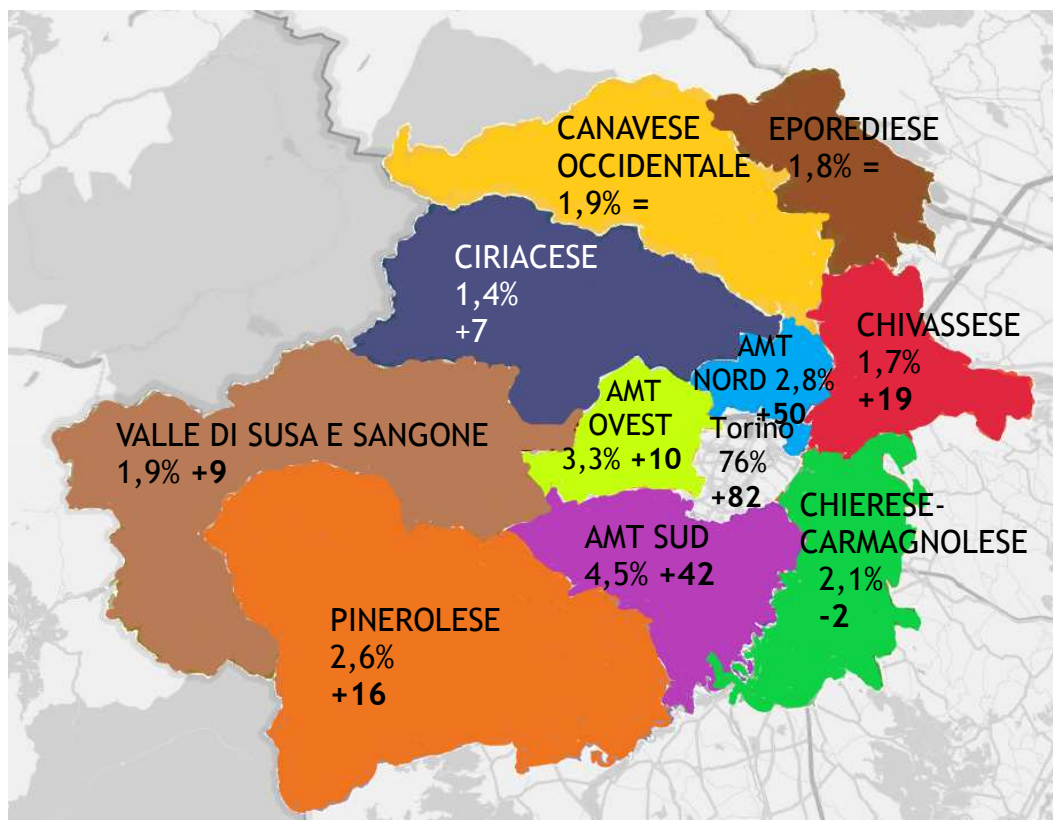 CANAVESE
OCCIDENTALE
1,9% =
EPOREDIESE
1,8% =
CIRIACESE
1,4%
+7
CHIVASSESE
1,7%
+19
AMT
NORD 2,8%
+50
AMT
OVEST
3,3% +10
Torino
76%
+82
VALLE DI SUSA E SANGONE
1,9% +9
CHIERESE-
CARMAGNOLESE
2,1%
-2
AMT SUD
4,5% +42
PINEROLESE
2,6%
+16